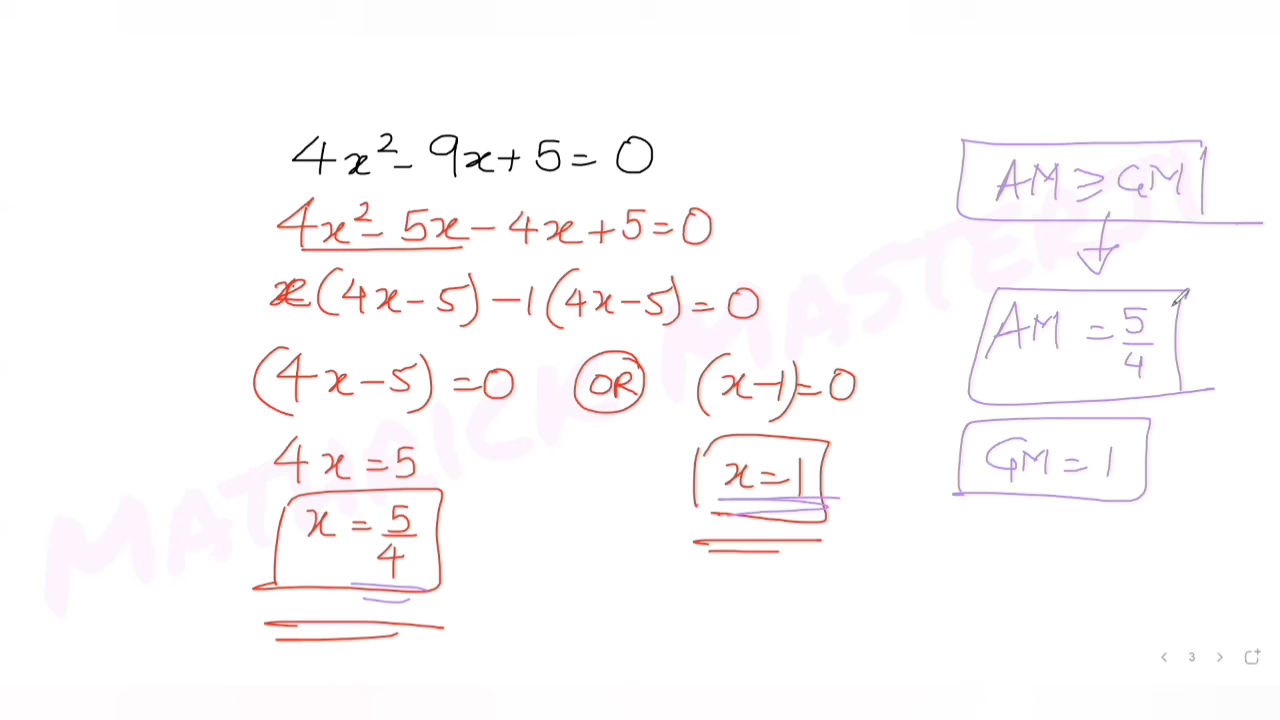 4x² - 9x + 5 = 0
4x² - 5x - 4x + 5 = 0
x(4x - 5) - 1(4x - 5) = 0
(4x - 5) = 0 OR (x - 1) = 0
4x = 5
x = 5/4
x = 1
AM ≥ GM
AM = 5/4
GM = 1
3